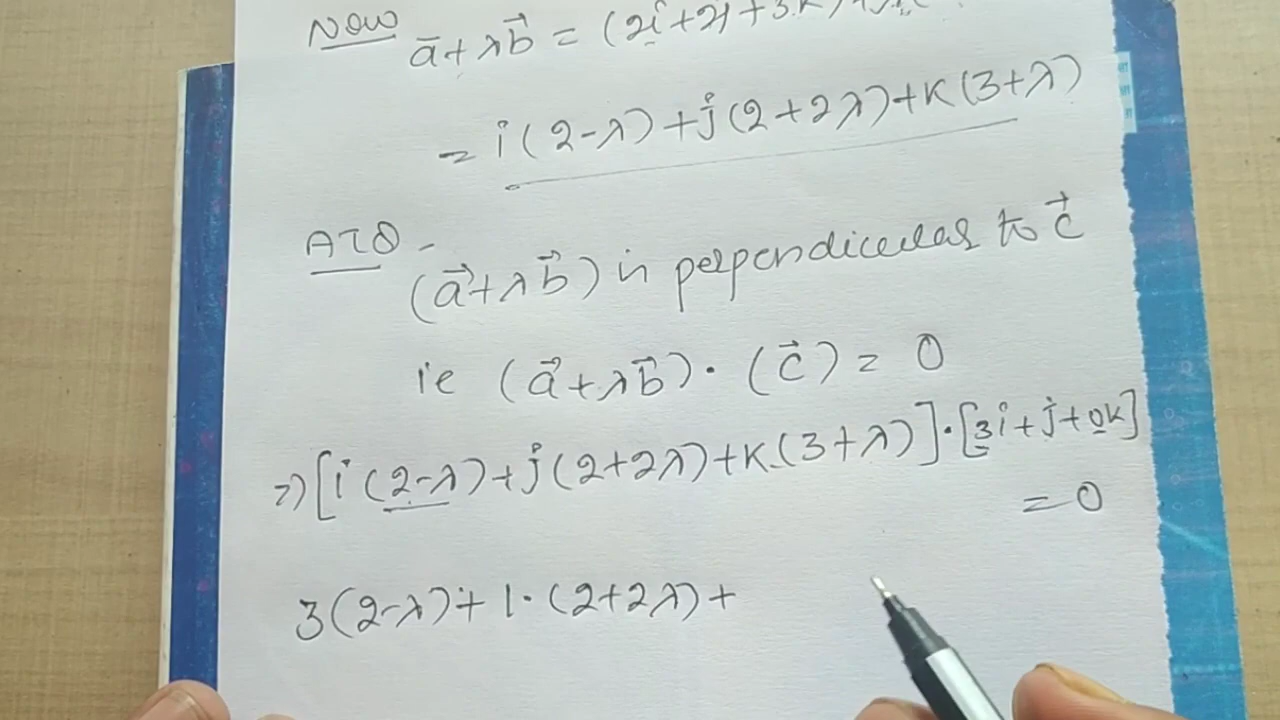 Now
a̅ + λb⃗ = (2i + 2j + 3k) +
= i(2-λ) + j(2+2λ) + k(3+λ)
ATQ -
(a⃗ + λb⃗) is perpendicular to c⃗
ie (a⃗ + λb⃗) · (c⃗) = 0
⇒ [i(2-λ) + j(2+2λ) + k(3+λ)] · [3i + j + 0k]
= 0
3(2-λ) + 1·(2+2λ) +